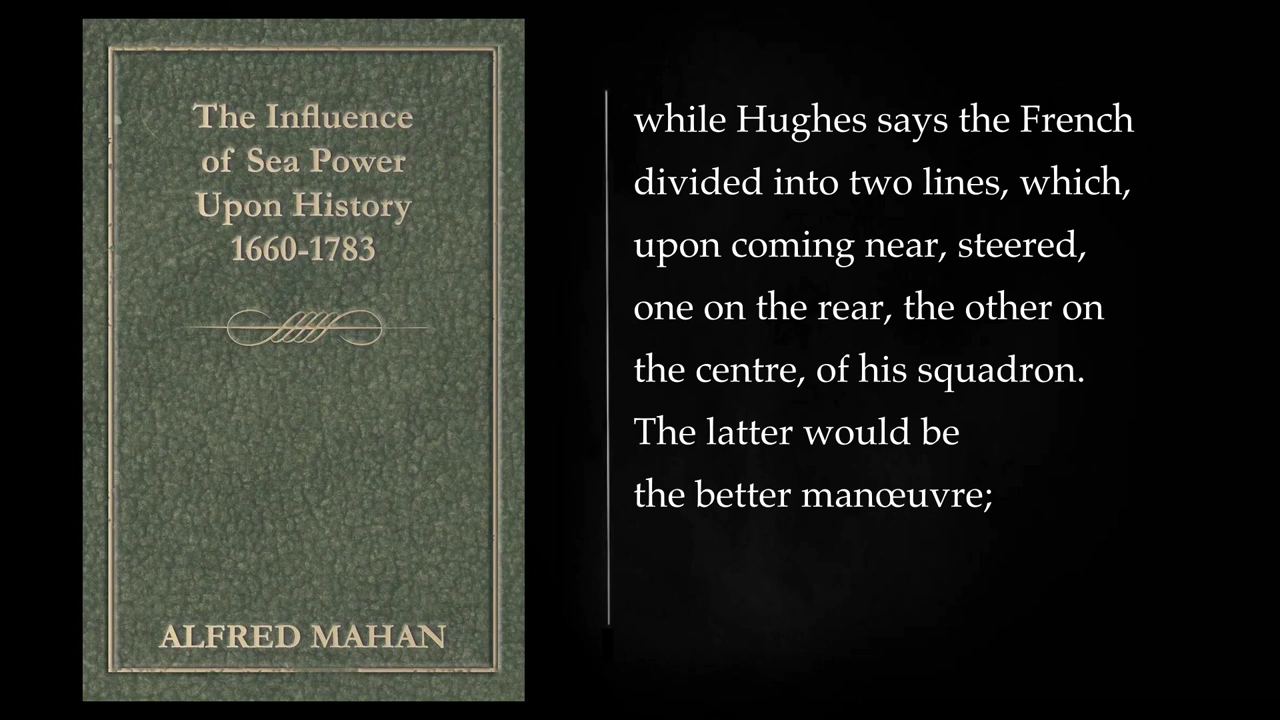 The Influence
of Sea Power
Upon History
1660-1783
ALFRED MAHAN
while Hughes says the French
divided into two lines, which,
upon coming near, steered,
one on the rear, the other on
the centre, of his squadron.
The latter would be
the better manœuvre;